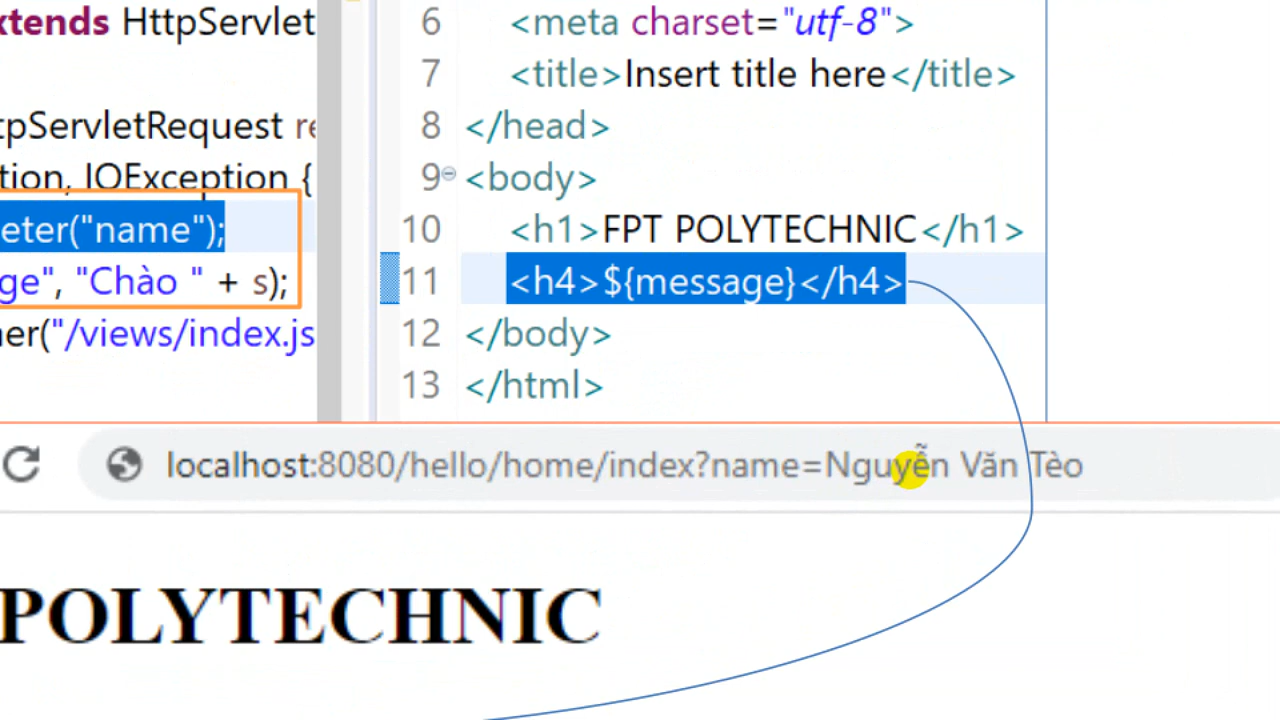 xtends HttpServlet
tpServletRequest re
tion, IOException {
eter("name");
ge", "Chào " + s);
her("/views/index.js
6 <meta charset="utf-8">
7 <title>Insert title here</title>
8 </head>
9 <body>
10 <h1>FPT POLYTECHNIC</h1>
11 <h4>${message}</h4>
12 </body>
13 </html>
localhost:8080/hello/home/index?name=Nguyễn Văn Tèo
POLYTECHNIC